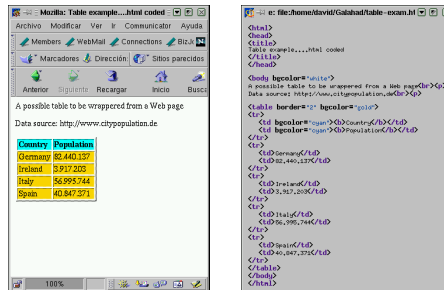 Mozilla: Table example....html coded
Archivo Modificar Ver Ir Communicator Ayuda
Members WebMail Connections
Marcadores Dirección: Sitios parecidos
Anterior Siguiente Recargar Inicio Busca
A possible table to be wrappered from a Web page
Data source: http://www.citypopulation.de
Country Population
Germany 82.440.137
Ireland 3.917.203
Italy 56.995.744
Spain 40.847.371
100%
e: file:/home/david/Galahad/table-exam.ht
<html>
<head>
<title>
Table example....html coded
</title>
</head>
<body bgcolor="white">
A possible table to be wrappered from a Web page<br><p>
Data source: http://www.citypopulation.de<br><p>
<table border="2" bgcolor="gold">
<tr>
<td bgcolor="cyan"><b>Country</b></td>
<td bgcolor="cyan"><b>Population</b></td>
</tr>
<tr>
<td>Germany</td>
<td>82,440,137</td>
</tr>
<tr>
<td>Ireland</td>
<td>3,917,203</td>
</tr>
<tr>
<td>Italy</td>
<td>56,995,744</td>
</tr>
<tr>
<td>Spain</td>
<td>40,847,371</td>
</tr>
</table>
</body>
</html>